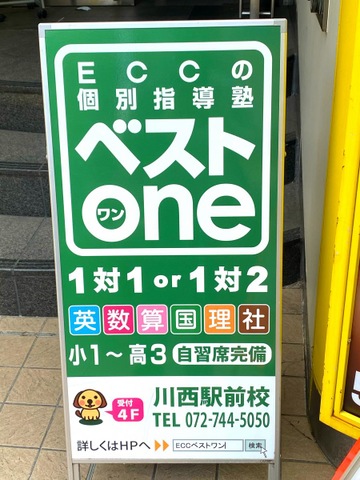 ECCの
個別指導塾
ベスト
one
ワン
1対1 or 1対2
英数算国理社
小1〜高3 自習席完備
受付
4F
川西駅前校
TEL 072-744-5050
詳しくはHPへ ECCベストワン 検索